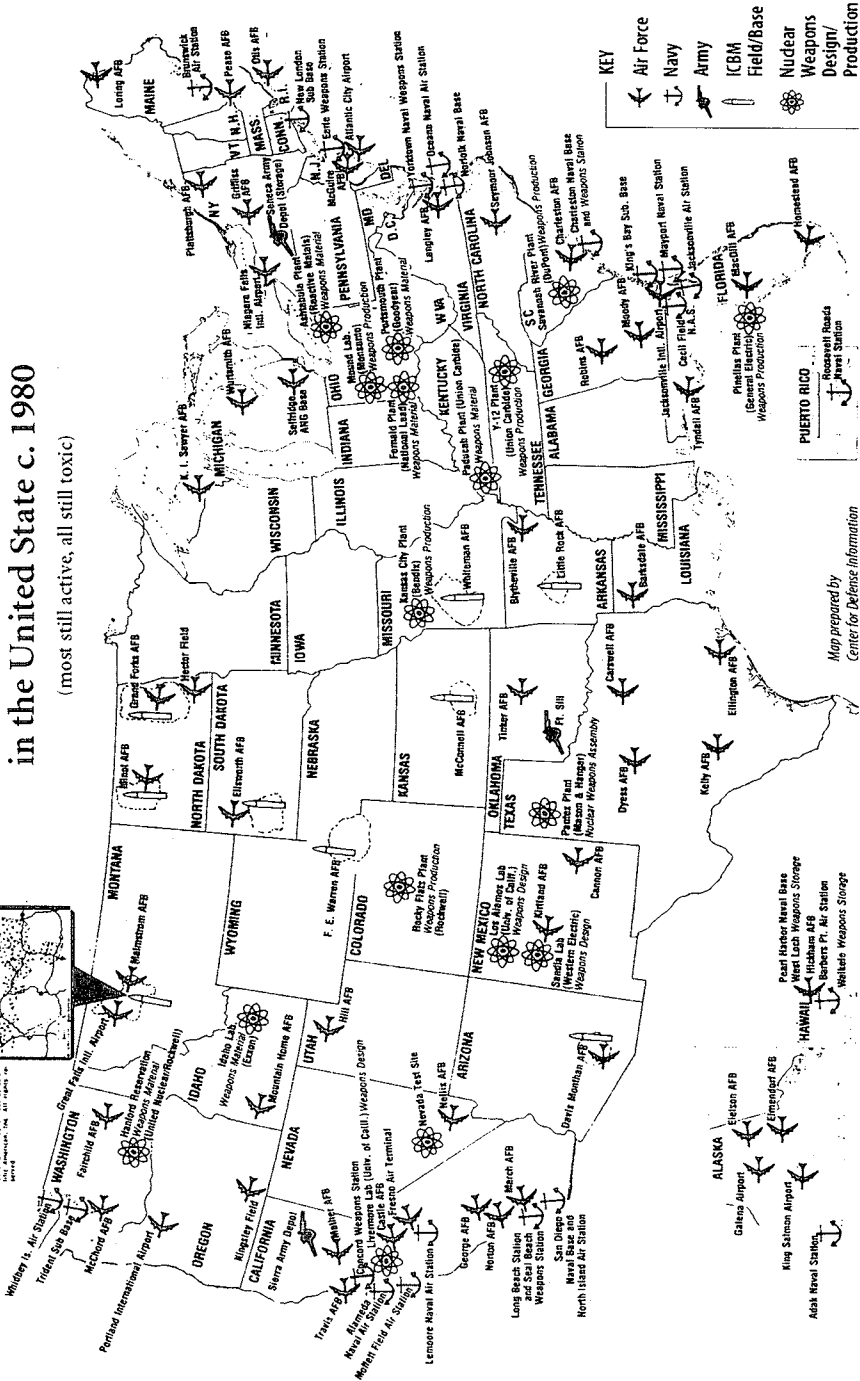 in the United State c. 1980
(most still active, all still toxic)
Whidbey Is. Air Station
Trident Sub Base
McChord AFB
WASHINGTON
Fairchild AFB
Hanford Reservation
Weapons Material
(United Nuclear/Rockwell)
Great Falls Intl. Airport
Malmstrom AFB
MONTANA
Portland International Airport
OREGON
Kingsley Field
IDAHO
Idaho Lab.
Weapons Material
(Exxon)
Mountain Home AFB
WYOMING
F. E. Warren AFB
CALIFORNIA
Sierra Army Depot
Mather AFB
Travis AFB
Concord Weapons Station
Livermore Lab (Univ. of Calif.) Weapons Design
Castle AFB
Fresno Air Terminal
Alameda
Naval Air Station
Moffett Field Air Station
Lemoore Naval Air Station
NEVADA
Nevada Test Site
Nellis AFB
UTAH
Hill AFB
George AFB
Norton AFB
March AFB
Long Beach Station
and Seal Beach
Weapons Station
San Diego
Naval Base and
North Island Air Station
ARIZONA
Davis Monthan AFB
COLORADO
Rocky Flats Plant
Weapons Production
(Rockwell)
NEW MEXICO
Los Alamos Lab
(Univ. of Calif.)
Weapons Design
Kirtland AFB
Sandia Lab
(Western Electric)
Weapons Design
Cannon AFB
Minot AFB
Grand Forks AFB
Hector Field
NORTH DAKOTA
SOUTH DAKOTA
Ellsworth AFB
NEBRASKA
KANSAS
McConnell AFB
OKLAHOMA
Tinker AFB
Ft. Sill
TEXAS
Pantex Plant
(Mason & Hanger)
Nuclear Weapons Assembly
Carswell AFB
Dyess AFB
Kelly AFB
Ellington AFB
MINNESOTA
IOWA
MISSOURI
Kansas City Plant
(Bendix)
Weapons Production
Whiteman AFB
Blytheville AFB
Little Rock AFB
ARKANSAS
Barksdale AFB
LOUISIANA
MISSISSIPPI
WISCONSIN
ILLINOIS
K. I. Sawyer AFB
MICHIGAN
Wurtsmith AFB
Selfridge
ARG Base
INDIANA
OHIO
Mound Lab.
(Monsanto)
Weapons Production
Fernald Plant
(National Lead)
Weapons Material
Portsmouth Plant
(Goodyear)
Weapons Material
Ashtabula Plant
(Reactive Metals)
Weapons Material
KENTUCKY
Paducah Plant (Union Carbide)
Weapons Material
TENNESSEE
Y-12 Plant
(Union Carbide)
Weapons Production
ALABAMA
GEORGIA
Robins AFB
Moody AFB
W VA
VIRGINIA
NORTH CAROLINA
Seymour Johnson AFB
SC
Savannah River Plant
(DuPont) Weapons Production
Charleston AFB
Charleston Naval Base
and Weapons Station
King's Bay Sub. Base
Mayport Naval Station
Jacksonville Air Station
Jacksonville Intl. Airport
Cecil Field
N.A.S.
Tyndall AFB
FLORIDA
MacDill AFB
Pinellas Plant
(General Electric)
Weapons Production
Homestead AFB
PUERTO RICO
Roosevelt Roads
Naval Station
Plattsburgh AFB
NY
Griffiss
AFB
Seneca Army
Depot (Storage)
Niagara Falls
Intl. Airport
PENNSYLVANIA
MD
D.C.
DEL
N.J.
McGuire
AFB
Langley AFB
VT
N.H.
MASS.
CONN.
R.I.
MAINE
Loring AFB
Brunswick
Air Station
Pease AFB
Otis AFB
New London
Sub Base
Earle Weapons Station
Atlantic City Airport
Yorktown Naval Weapons Station
Oceana Naval Air Station
Norfolk Naval Base
ALASKA
Galena Airport
Eielson AFB
Elmendorf AFB
King Salmon Airport
Adak Naval Station
HAWAII
Pearl Harbor Naval Base
West Loch Weapons Storage
Hickham AFB
Barbers Pt. Air Station
Waikele Weapons Storage
KEY
Air Force
Navy
Army
ICBM
Field/Base
Nuclear
Weapons
Design/
Production
Map prepared by
Center for Defense Information